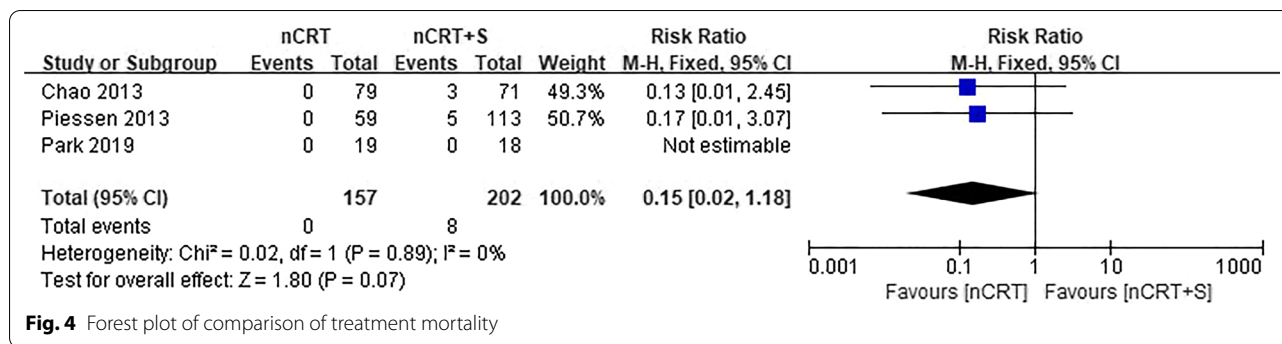 nCRT nCRT+S Risk Ratio Risk Ratio
Study or Subgroup Events Total Events Total Weight M-H, Fixed, 95% CI M-H, Fixed, 95% CI
Chao 2013 0 79 3 71 49.3% 0.13 [0.01, 2.45]
Piessen 2013 0 59 5 113 50.7% 0.17 [0.01, 3.07]
Park 2019 0 19 0 18 Not estimable
Total (95% CI) 157 202 100.0% 0.15 [0.02, 1.18]
Total events 0 8
Heterogeneity: Chi² = 0.02, df = 1 (P = 0.89); I² = 0%
Test for overall effect: Z = 1.80 (P = 0.07)
0.001 0.1 1 10 1000
Favours [nCRT] Favours [nCRT+S]
Fig. 4 Forest plot of comparison of treatment mortality